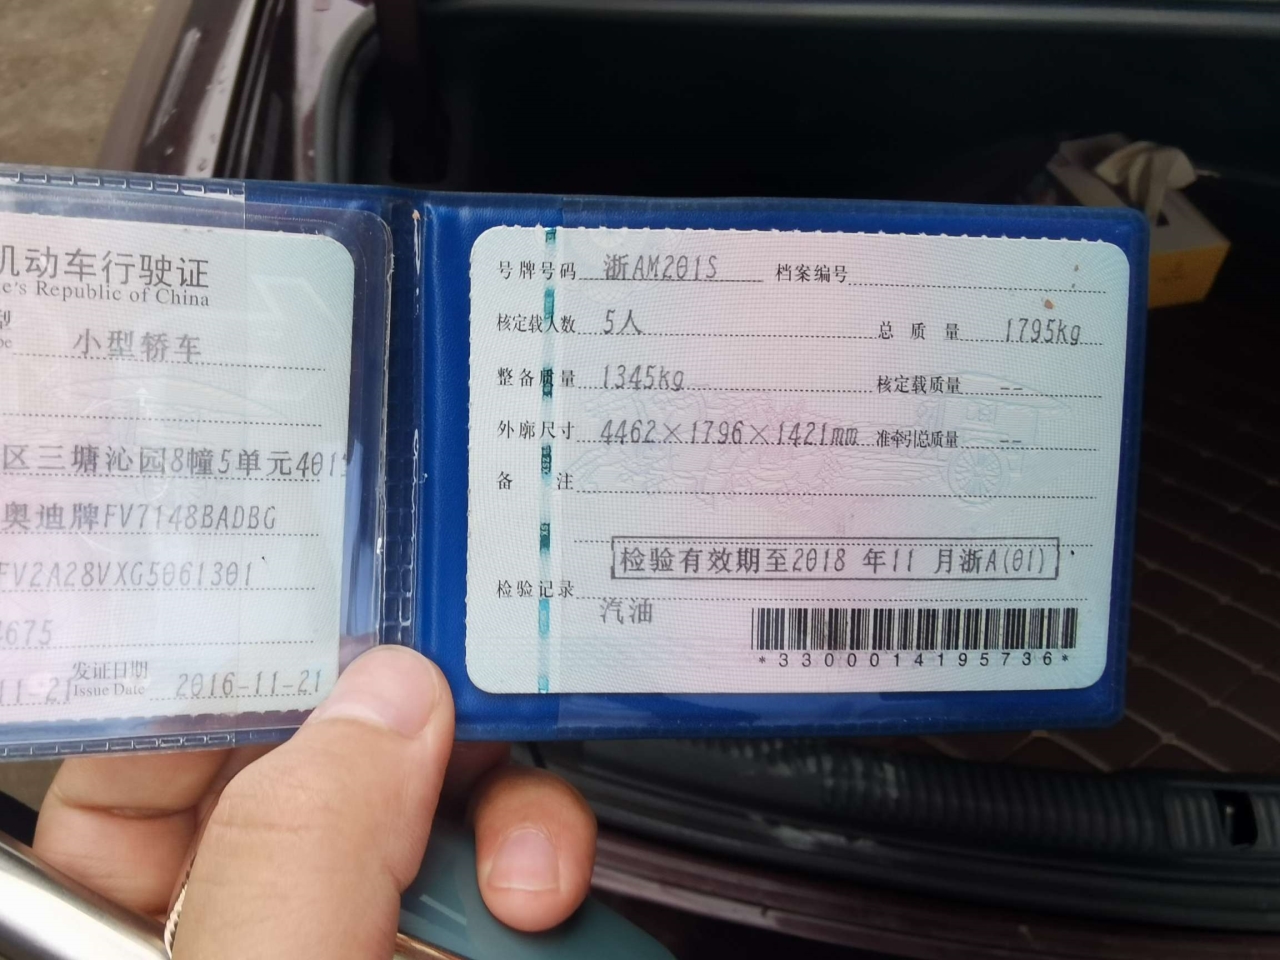 机动车行驶证
e's Republic of China
小型轿车
区三塘沁园8幢5单元401
奥迪牌FV7148BADBG
FV2A28VXG5061301
4675
11-21
发证日期
Issue Date
2016-11-21
号牌号码 浙AM201S 档案编号
核定载人数 5人 总质量 1795kg
整备质量 1345kg 核定载质量 --
外廓尺寸 4462×1796×1421mm 准牵引总质量 --
备注
检验有效期至2018 年11 月浙A(01)
检验记录
汽油
*3300014195736*